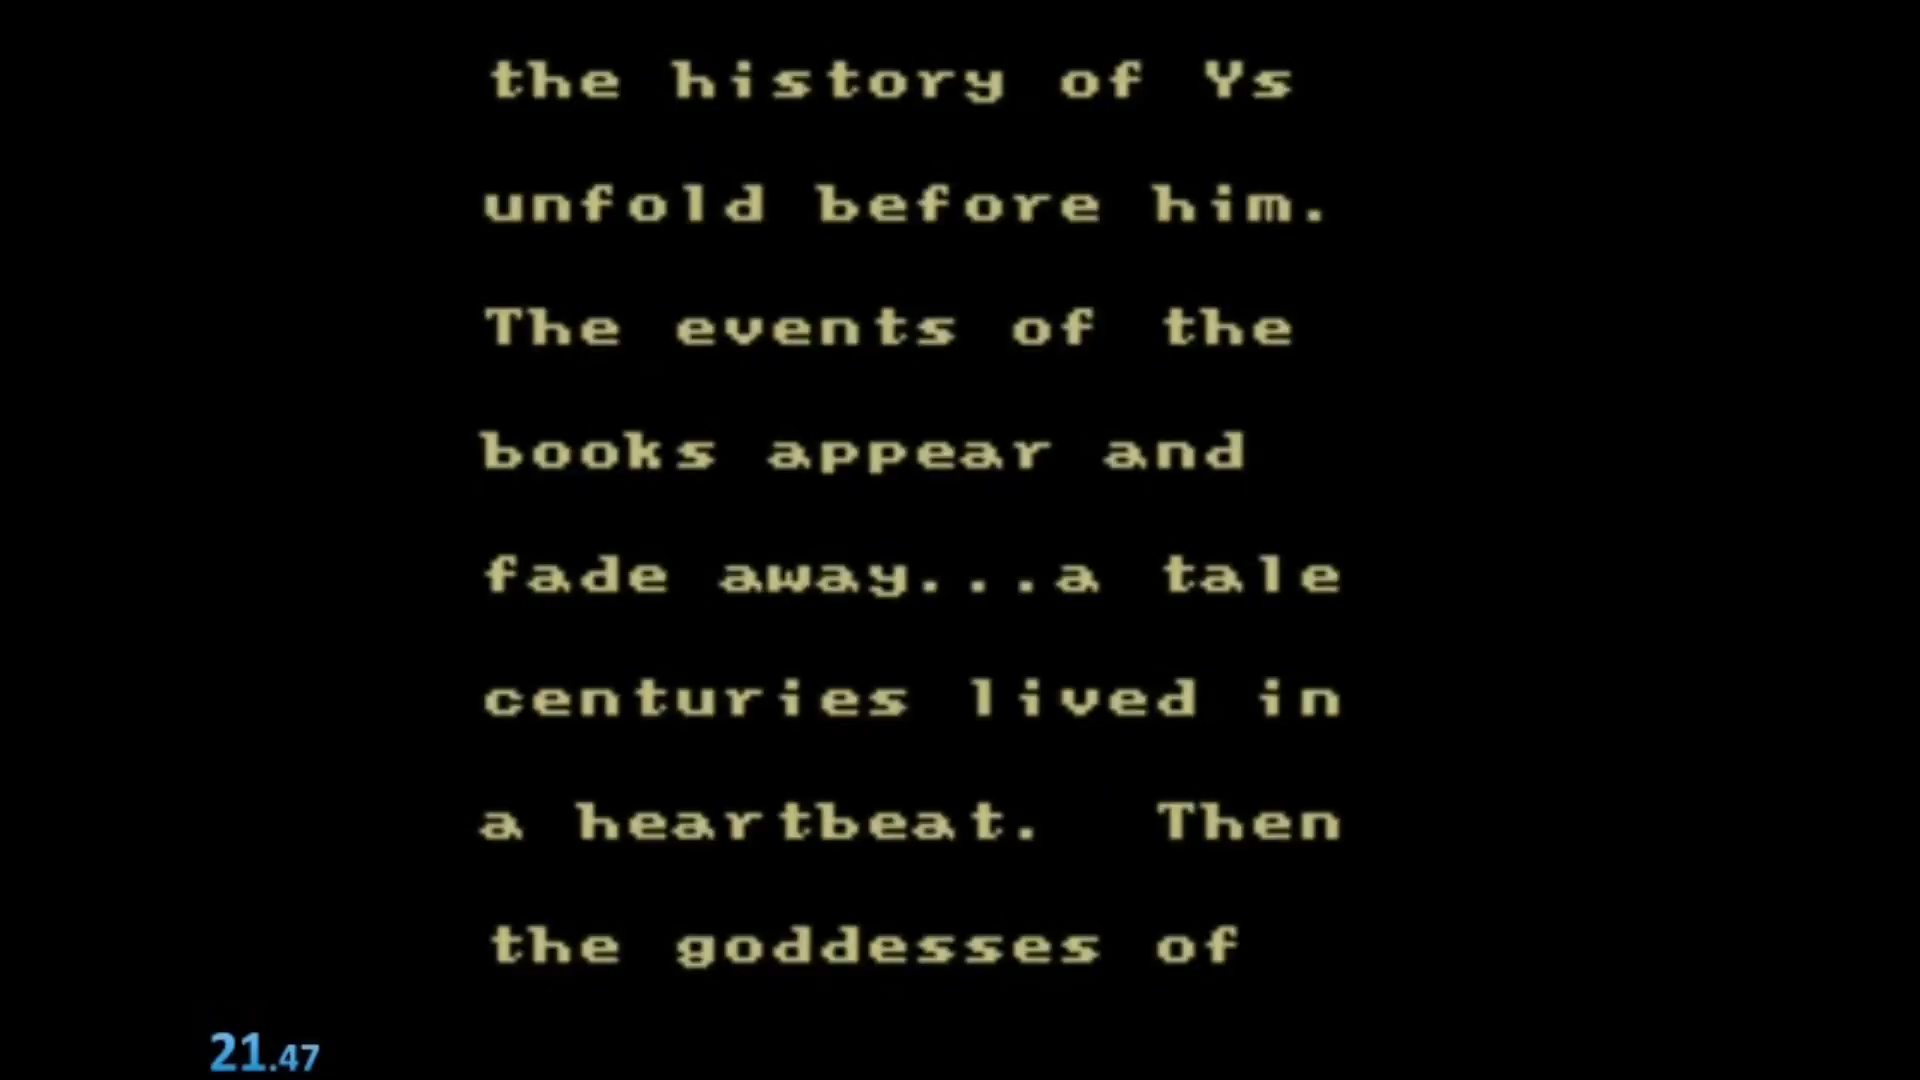 the history of Ys
unfold before him.
The events of the
books appear and
fade away...a tale
centuries lived in
a heartbeat.  Then
the goddesses of
21.47